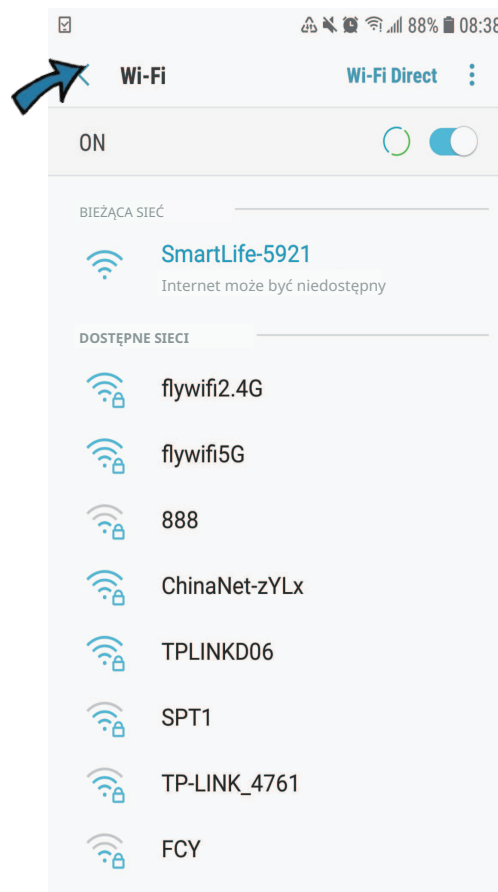 88% 08:38
Wi-Fi Wi-Fi Direct
ON
BIEŻĄCA SIEĆ
SmartLife-5921
Internet może być niedostępny
DOSTĘPNE SIECI
flywifi2.4G
flywifi5G
888
ChinaNet-zYLx
TPLINKD06
SPT1
TP-LINK_4761
FCY